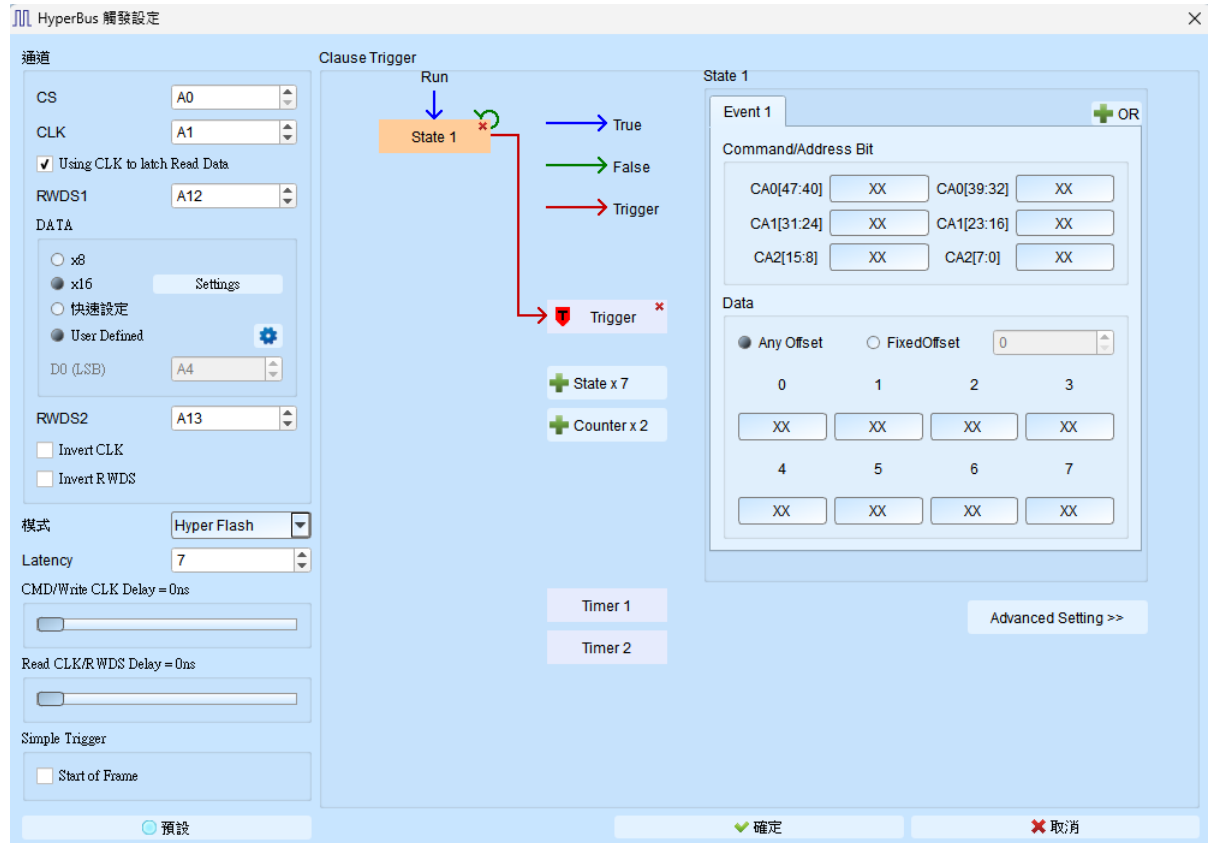 HyperBus 觸發設定
通道
CS A0
CLK A1
Using CLK to latch Read Data
RWDS1 A12
DATA
x8
x16 Settings
快速設定
User Defined
D0 (LSB) A4
RWDS2 A13
Invert CLK
Invert RWDS
模式 Hyper Flash
Latency 7
CMD/Write CLK Delay = 0ns
Read CLK/RWDS Delay = 0ns
Simple Trigger
Start of Frame
預設
Clause Trigger
Run
State 1
True
False
Trigger
T Trigger
State x 7
Counter x 2
Timer 1
Timer 2
State 1
Event 1 OR
Command/Address Bit
CA0[47:40] XX CA0[39:32] XX
CA1[31:24] XX CA1[23:16] XX
CA2[15:8] XX CA2[7:0] XX
Data
Any Offset FixedOffset 0
0 1 2 3
XX XX XX XX
4 5 6 7
XX XX XX XX
Advanced Setting >>
確定 取消